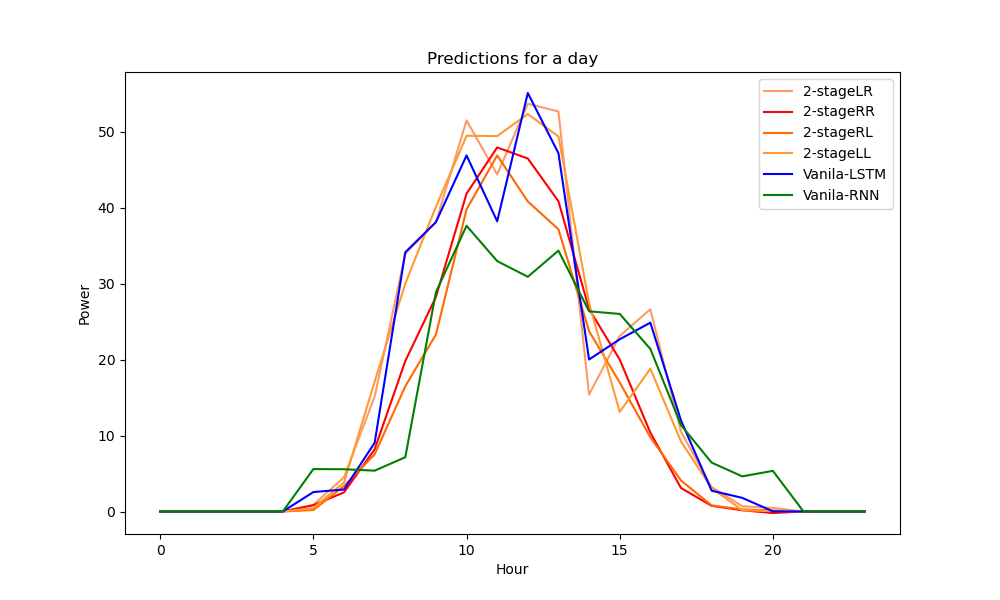 Predictions for a day
2-stageLR
2-stageRR
2-stageRL
2-stageLL
Vanila-LSTM
Vanila-RNN
50
40
30
20
10
0
Power
0 5 10 15 20
Hour